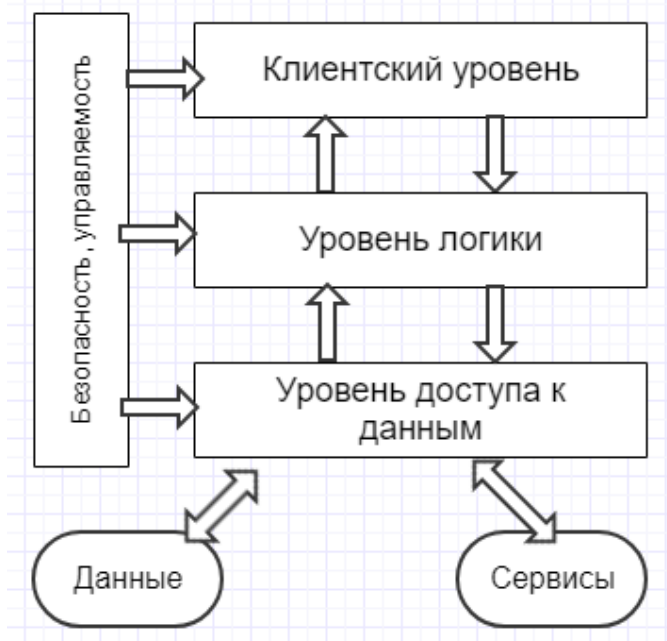 Безопасность, управляемость
Клиентский уровень
Уровень логики
Уровень доступа к
данным
Данные
Сервисы